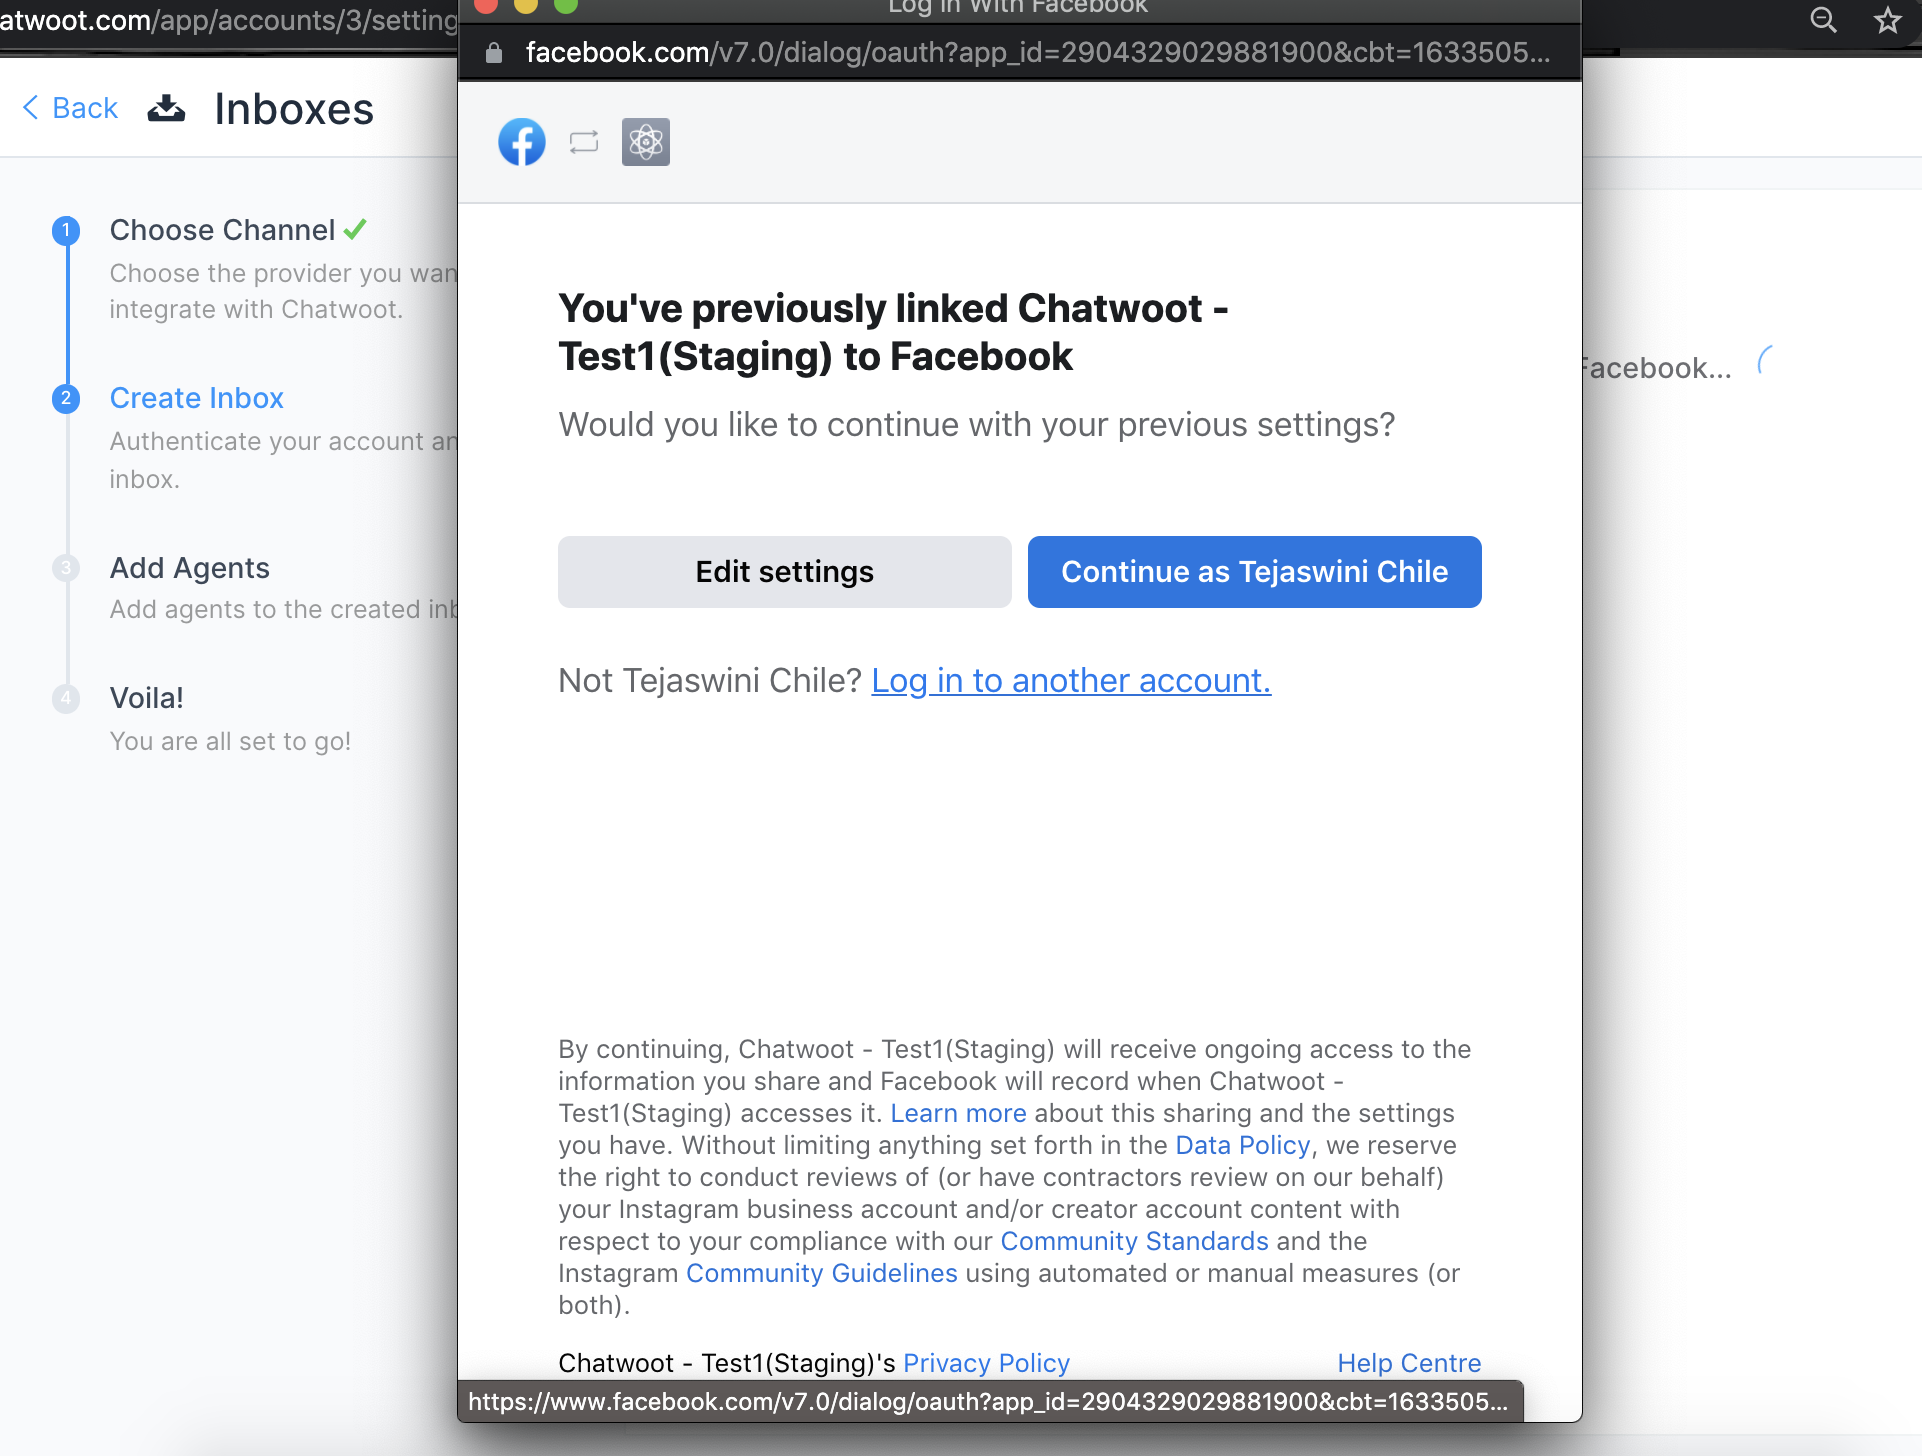 atwoot.com/app/accounts/3/setting
Log in With Facebook
facebook.com/v7.0/dialog/oauth?app_id=2904329029881900&cbt=1633505...
Back
Inboxes
1
Choose Channel
Choose the provider you wan
integrate with Chatwoot.
2
Create Inbox
Authenticate your account an
inbox.
3
Add Agents
Add agents to the created inb
4
Voila!
You are all set to go!
You've previously linked Chatwoot -
Test1(Staging) to Facebook
Would you like to continue with your previous settings?
Edit settings
Continue as Tejaswini Chile
Not Tejaswini Chile? Log in to another account.
Facebook...
By continuing, Chatwoot - Test1(Staging) will receive ongoing access to the
information you share and Facebook will record when Chatwoot -
Test1(Staging) accesses it. Learn more about this sharing and the settings
you have. Without limiting anything set forth in the Data Policy, we reserve
the right to conduct reviews of (or have contractors review on our behalf)
your Instagram business account and/or creator account content with
respect to your compliance with our Community Standards and the
Instagram Community Guidelines using automated or manual measures (or
both).
Chatwoot - Test1(Staging)'s Privacy Policy
Help Centre
https://www.facebook.com/v7.0/dialog/oauth?app_id=2904329029881900&cbt=1633505...